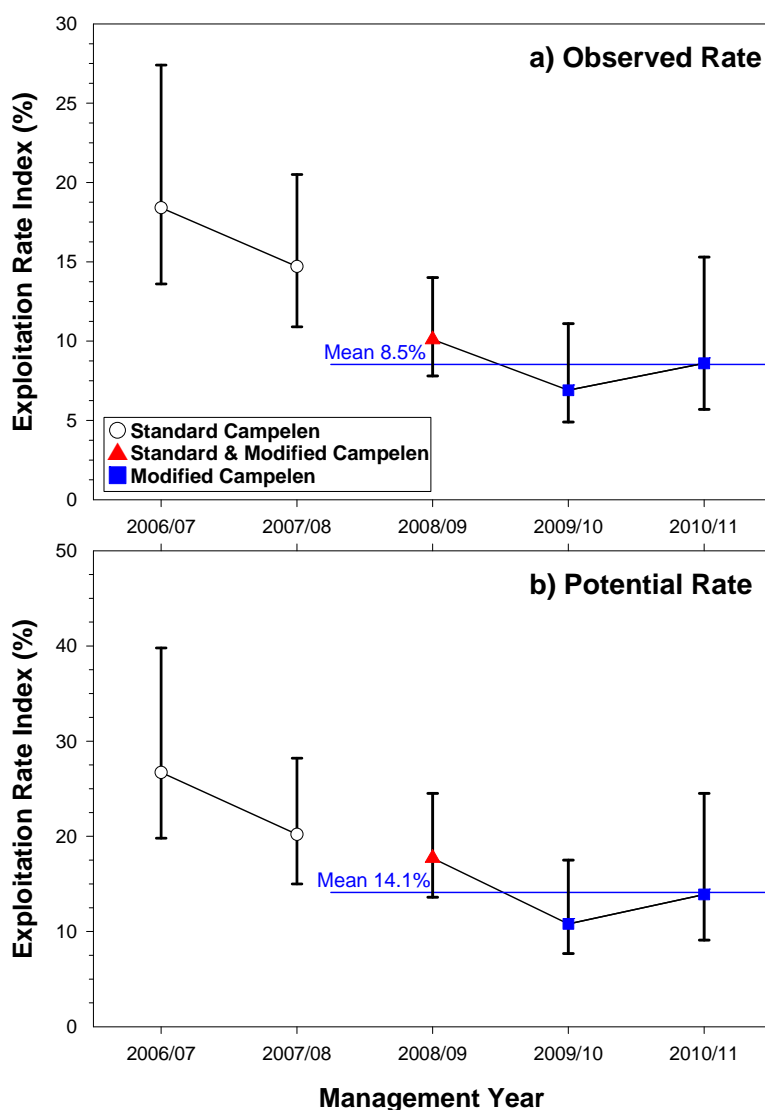 a) Observed Rate
Exploitation Rate Index (%)
30
25
20
15
10
5
0
Mean 8.5%
Standard Campelen
Standard & Modified Campelen
Modified Campelen
2006/07 2007/08 2008/09 2009/10 2010/11
b) Potential Rate
Exploitation Rate Index (%)
50
40
30
20
10
0
Mean 14.1%
2006/07 2007/08 2008/09 2009/10 2010/11
Management Year